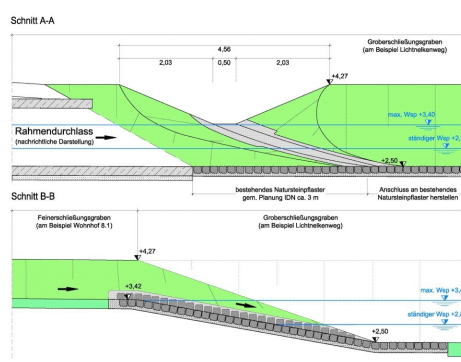 Schnitt A-A
Groberschließungsgraben
(am Beispiel Lichtnelkenweg)
4,56
2,03
0,50
2,03
+4,27
max. Wsp +3,40
ständiger Wsp +2,
Rahmendurchlass
(nachrichtliche Darstellung)
+2,50
bestehendes Natursteinpflaster
gem. Planung IDN ca. 3 m
Anschluss an bestehendes
Natursteinpflaster herstellen
Schnitt B-B
Feinerschließungsgraben
(am Beispiel Wohnhof 8.1)
Groberschließungsgraben
(am Beispiel Lichtnelkenweg)
+4,27
+3,42
max. Wsp +3,4
ständiger Wsp +2,8
+2,50